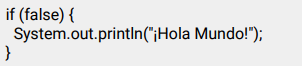 if (false) {
  System.out.println("¡Hola Mundo!");
}